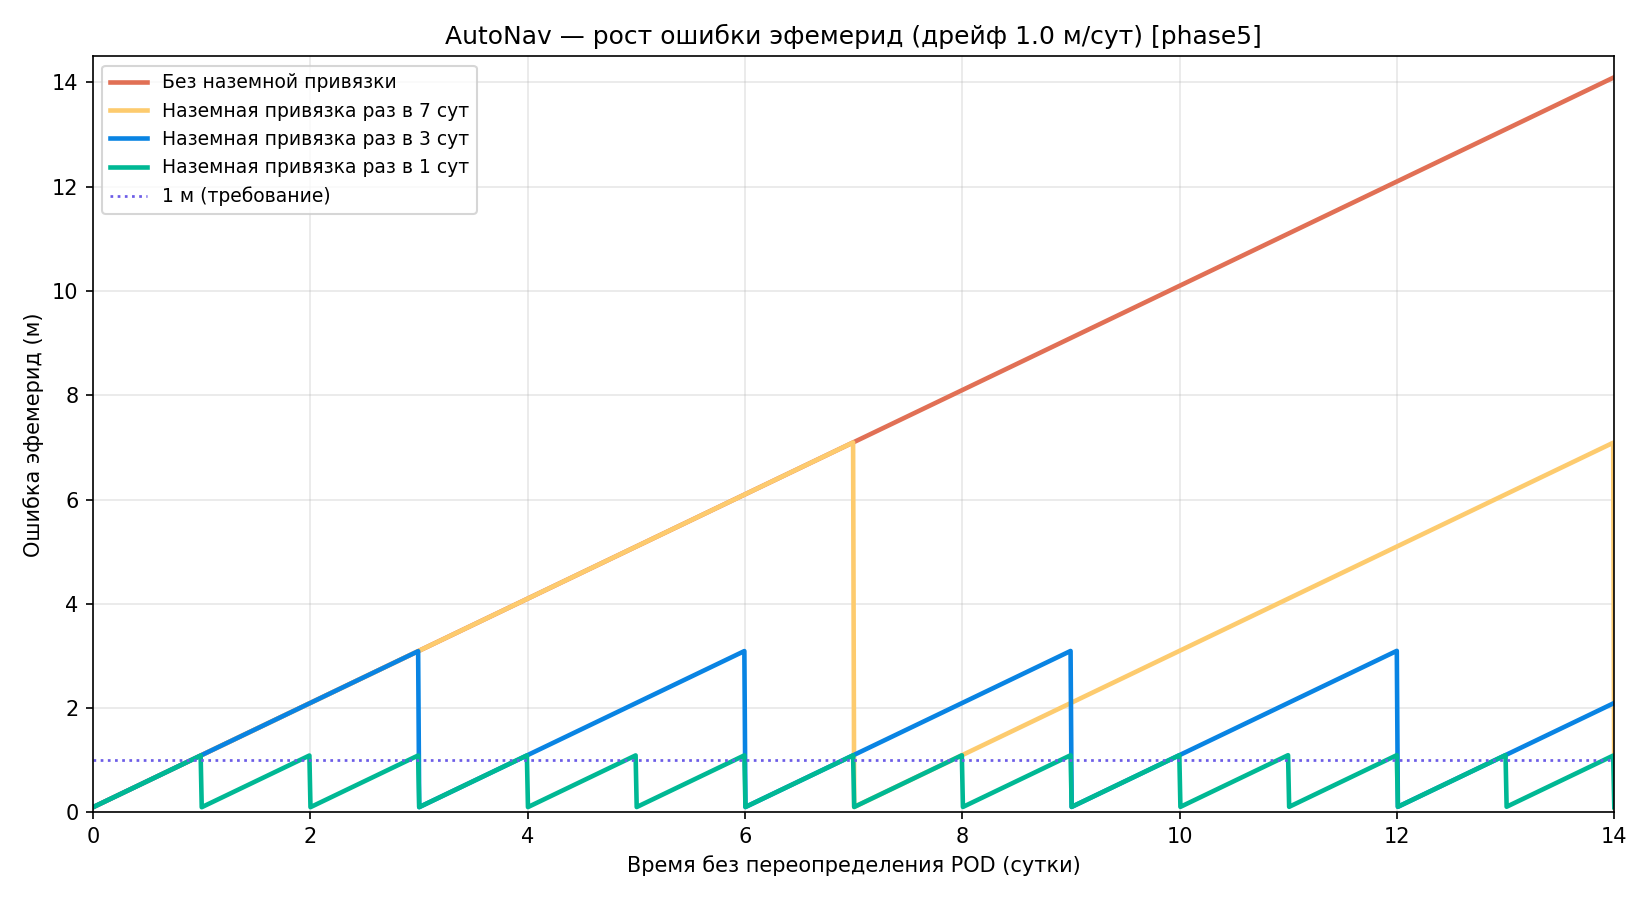 AutoNav — рост ошибки эфемерид (дрейф 1.0 м/сут) [phase5]
Без наземной привязки
Наземная привязка раз в 7 сут
Наземная привязка раз в 3 сут
Наземная привязка раз в 1 сут
1 м (требование)
Ошибка эфемерид (м)
14
12
10
8
6
4
2
0
0 2 4 6 8 10 12 14
Время без переопределения POD (сутки)